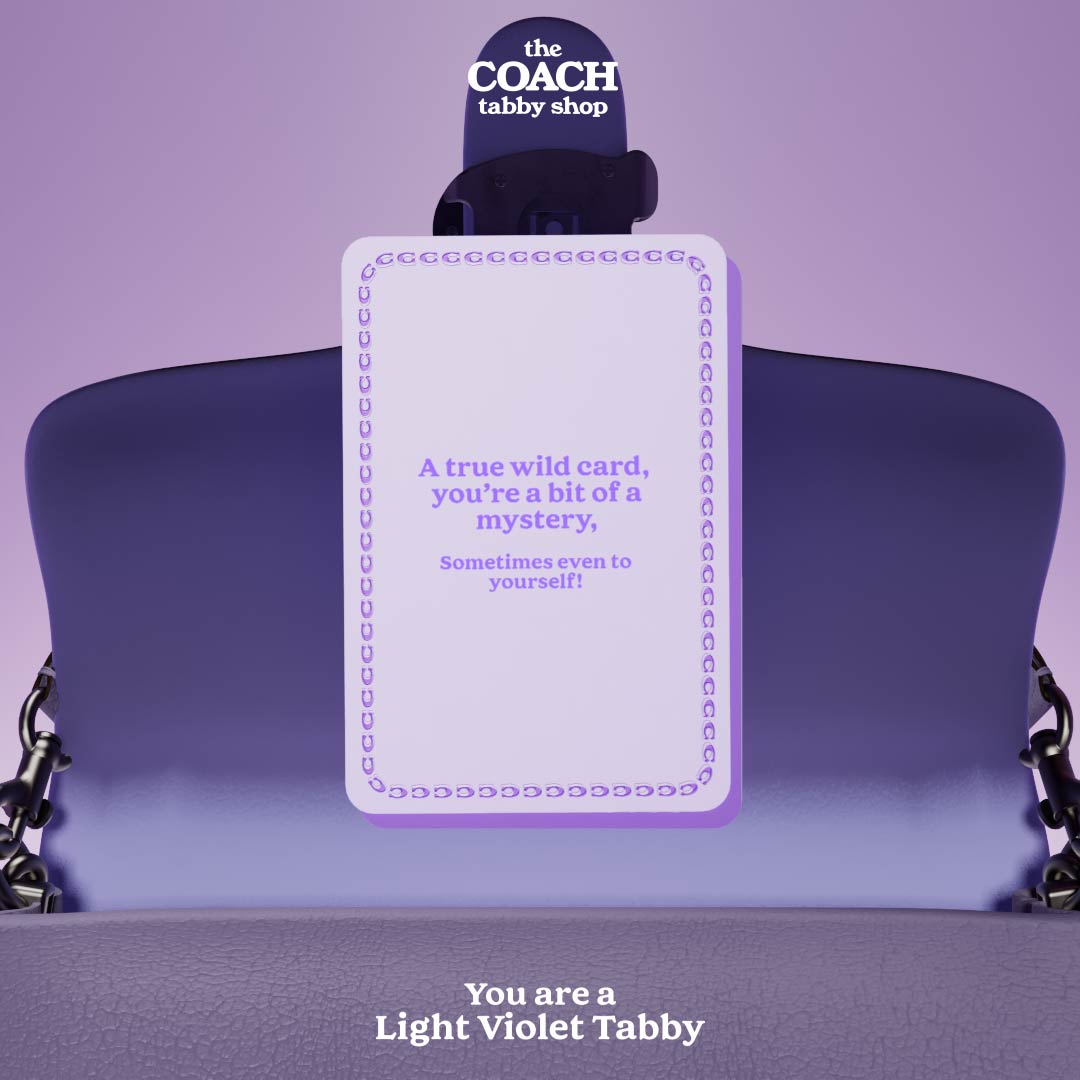 the
COACH
tabby shop
A true wild card,
you're a bit of a
mystery,
Sometimes even to
yourself!
You are a
Light Violet Tabby